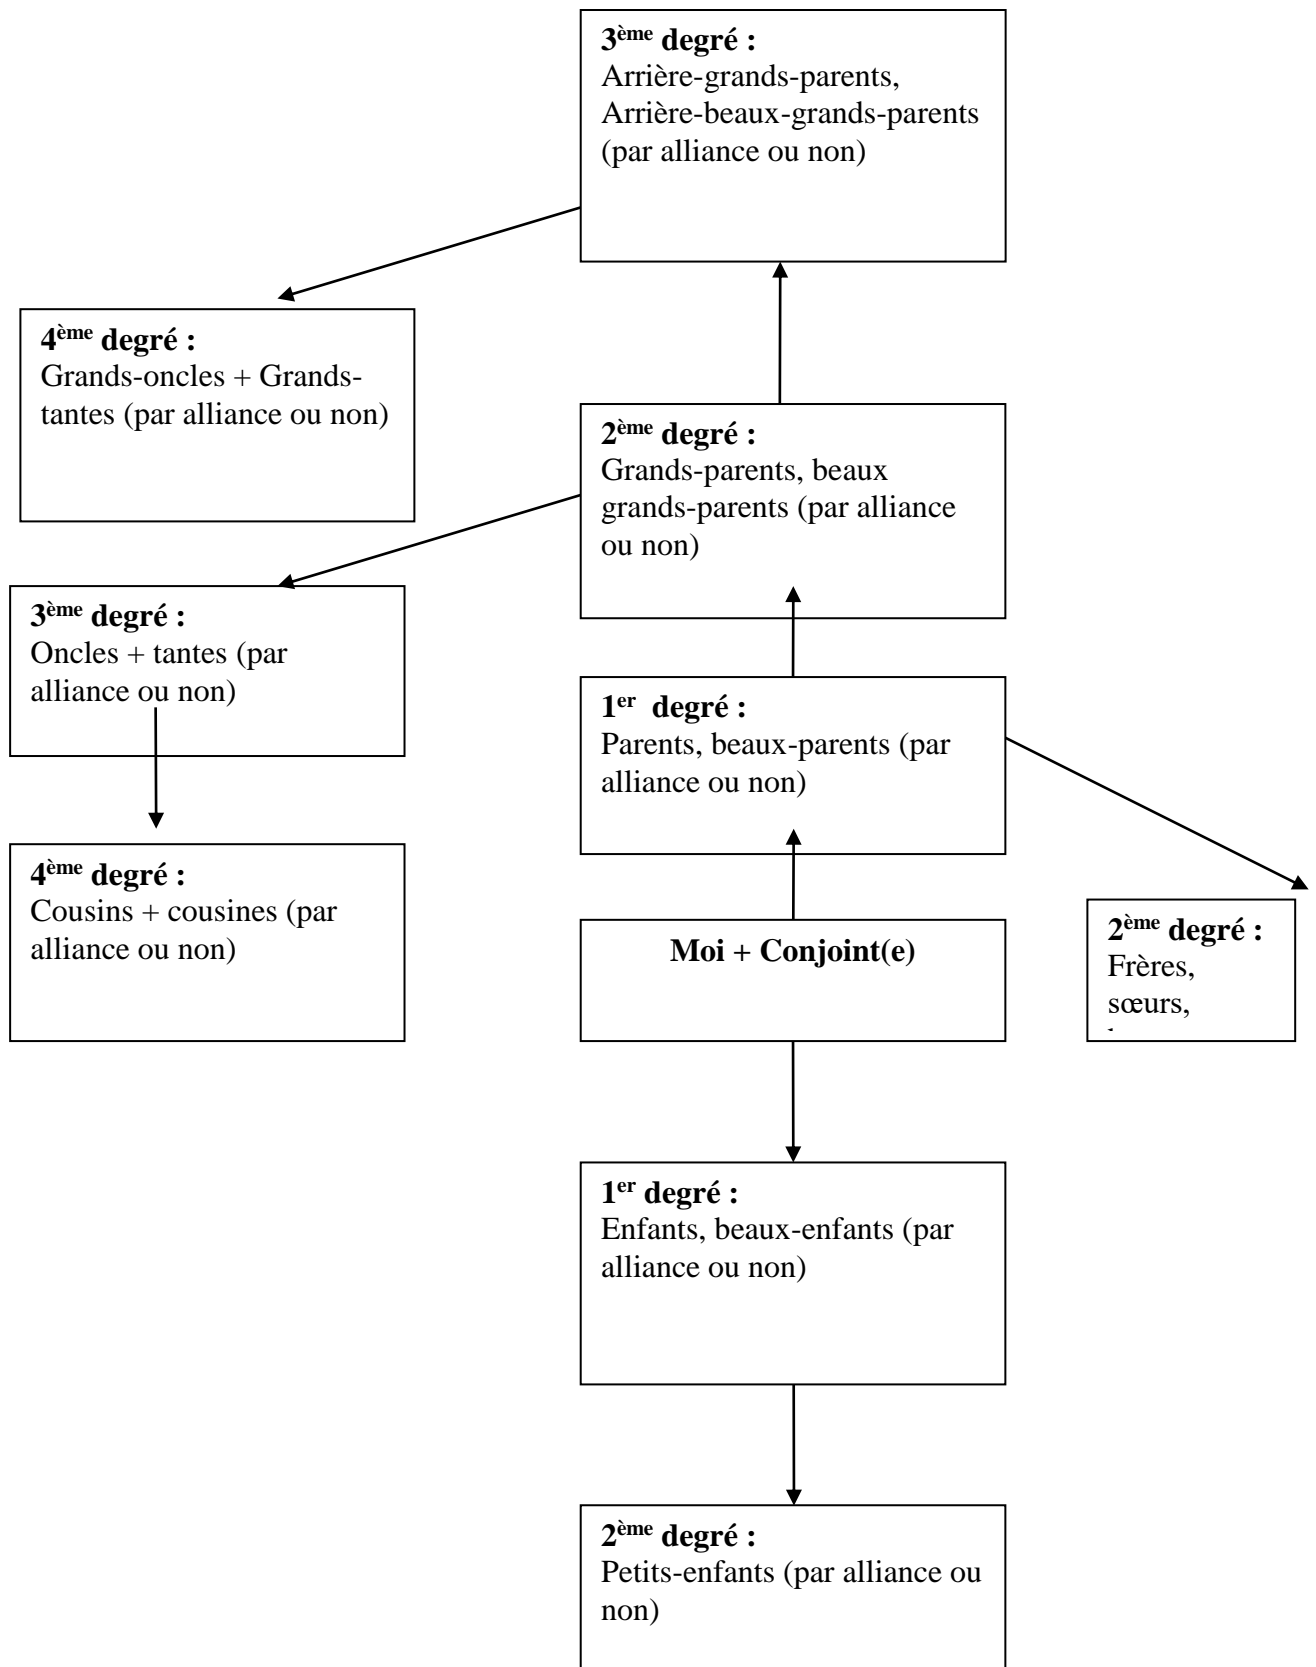 3ème degré :
Arrière-grands-parents,
Arrière-beaux-grands-parents
(par alliance ou non)
4ème degré :
Grands-oncles + Grands-
tantes (par alliance ou non)
2ème degré :
Grands-parents, beaux
grands-parents (par alliance
ou non)
3ème degré :
Oncles + tantes (par
alliance ou non)
1er degré :
Parents, beaux-parents (par
alliance ou non)
4ème degré :
Cousins + cousines (par
alliance ou non)
Moi + Conjoint(e)
2ème degré :
Frères,
sœurs,
1er degré :
Enfants, beaux-enfants (par
alliance ou non)
2ème degré :
Petits-enfants (par alliance ou
non)